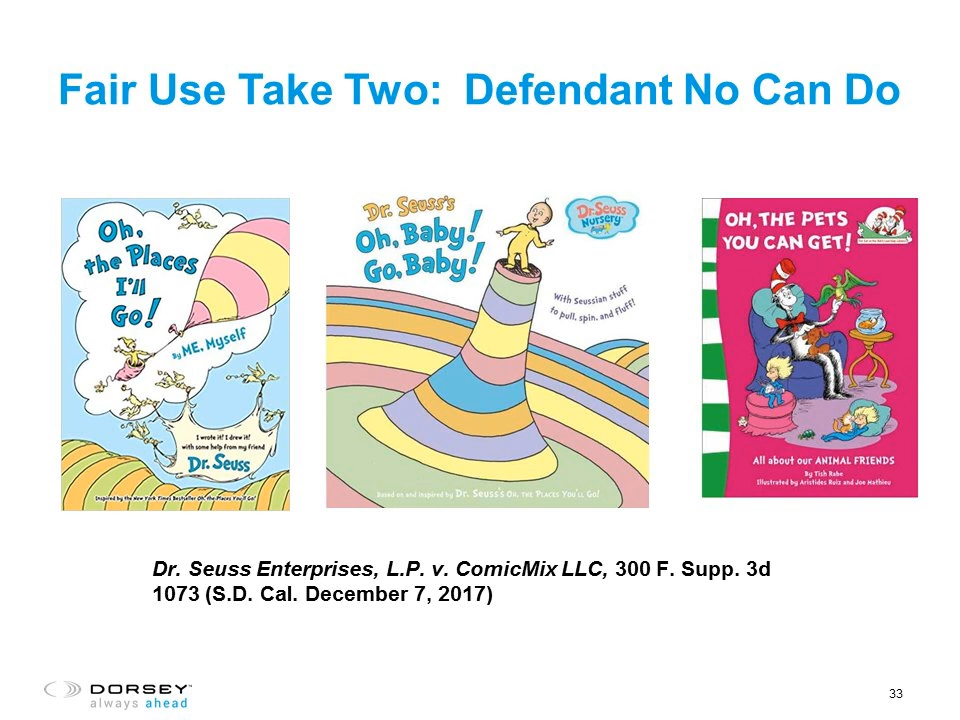 Fair Use Take Two: Defendant No Can Do
Oh,
the Places
I'll
Go!
By ME, Myself
I wrote it! I drew it!
with some help from my friend
Dr. Seuss
Inspired by the New York Times Bestseller Oh, the Places You'll Go!
Dr. Seuss's
Oh, Baby!
Go, Baby!
Dr. Seuss
Nursery
With Seussian stuff
to pull, spin, and fluff!
Based on and inspired by Dr. Seuss's OH, THE PLACES YOU'LL GO!
OH, THE PETS
YOU CAN GET!
All about our ANIMAL FRIENDS
By Tish Rabe
Illustrated by Aristides Ruiz and Joe Mathieu
Dr. Seuss Enterprises, L.P. v. ComicMix LLC, 300 F. Supp. 3d
1073 (S.D. Cal. December 7, 2017)
DORSEY™
always ahead
33